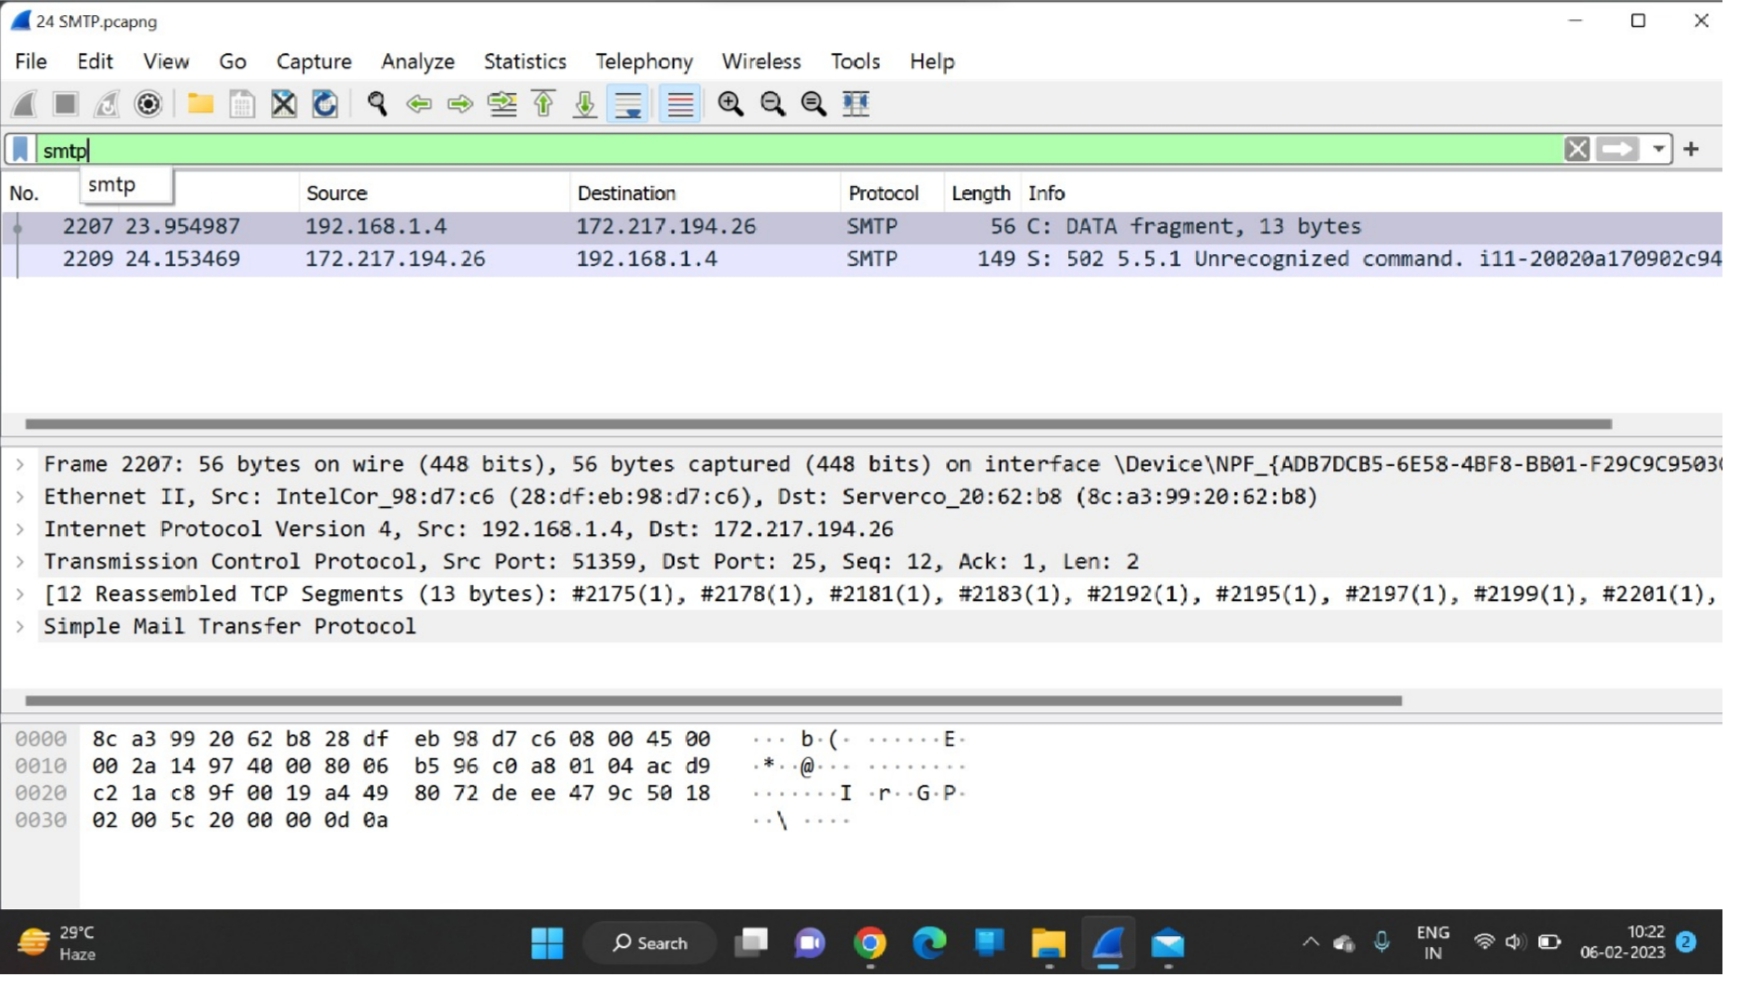 24 SMTP.pcapng
File Edit View Go Capture Analyze Statistics Telephony Wireless Tools Help
smtp
smtp
No. Source Destination Protocol Length Info
2207 23.954987 192.168.1.4 172.217.194.26 SMTP 56 C: DATA fragment, 13 bytes
2209 24.153469 172.217.194.26 192.168.1.4 SMTP 149 S: 502 5.5.1 Unrecognized command. i11-20020a170902c94
Frame 2207: 56 bytes on wire (448 bits), 56 bytes captured (448 bits) on interface \Device\NPF_{ADB7DCB5-6E58-4BF8-BB01-F29C9C9503
Ethernet II, Src: IntelCor_98:d7:c6 (28:df:eb:98:d7:c6), Dst: Serverco_20:62:b8 (8c:a3:99:20:62:b8)
Internet Protocol Version 4, Src: 192.168.1.4, Dst: 172.217.194.26
Transmission Control Protocol, Src Port: 51359, Dst Port: 25, Seq: 12, Ack: 1, Len: 2
[12 Reassembled TCP Segments (13 bytes): #2175(1), #2178(1), #2181(1), #2183(1), #2192(1), #2195(1), #2197(1), #2199(1), #2201(1),
Simple Mail Transfer Protocol
0000 8c a3 99 20 62 b8 28 df eb 98 d7 c6 08 00 45 00 ··· b·(· ······E·
0010 00 2a 14 97 40 00 80 06 b5 96 c0 a8 01 04 ac d9 ·*··@··· ········
0020 c2 1a c8 9f 00 19 a4 49 80 72 de ee 47 9c 50 18 ·······I ·r··G·P·
0030 02 00 5c 20 00 00 0d 0a ··\ ····
29°C
Haze
Search
ENG
IN
10:22
06-02-2023
2